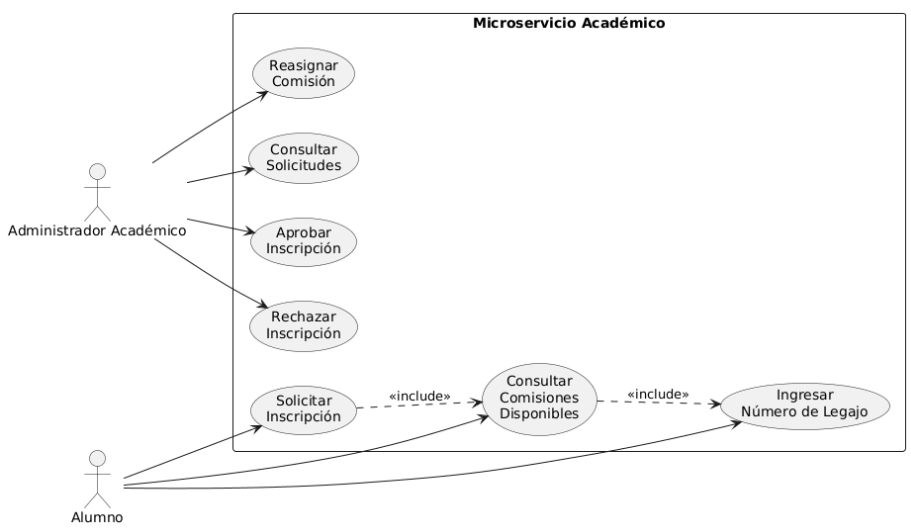 Microservicio Académico
Reasignar
Comisión
Consultar
Solicitudes
Administrador Académico
Aprobar
Inscripción
Rechazar
Inscripción
Solicitar
Inscripción
«include»
Consultar
Comisiones
Disponibles
«include»
Ingresar
Número de Legajo
Alumno